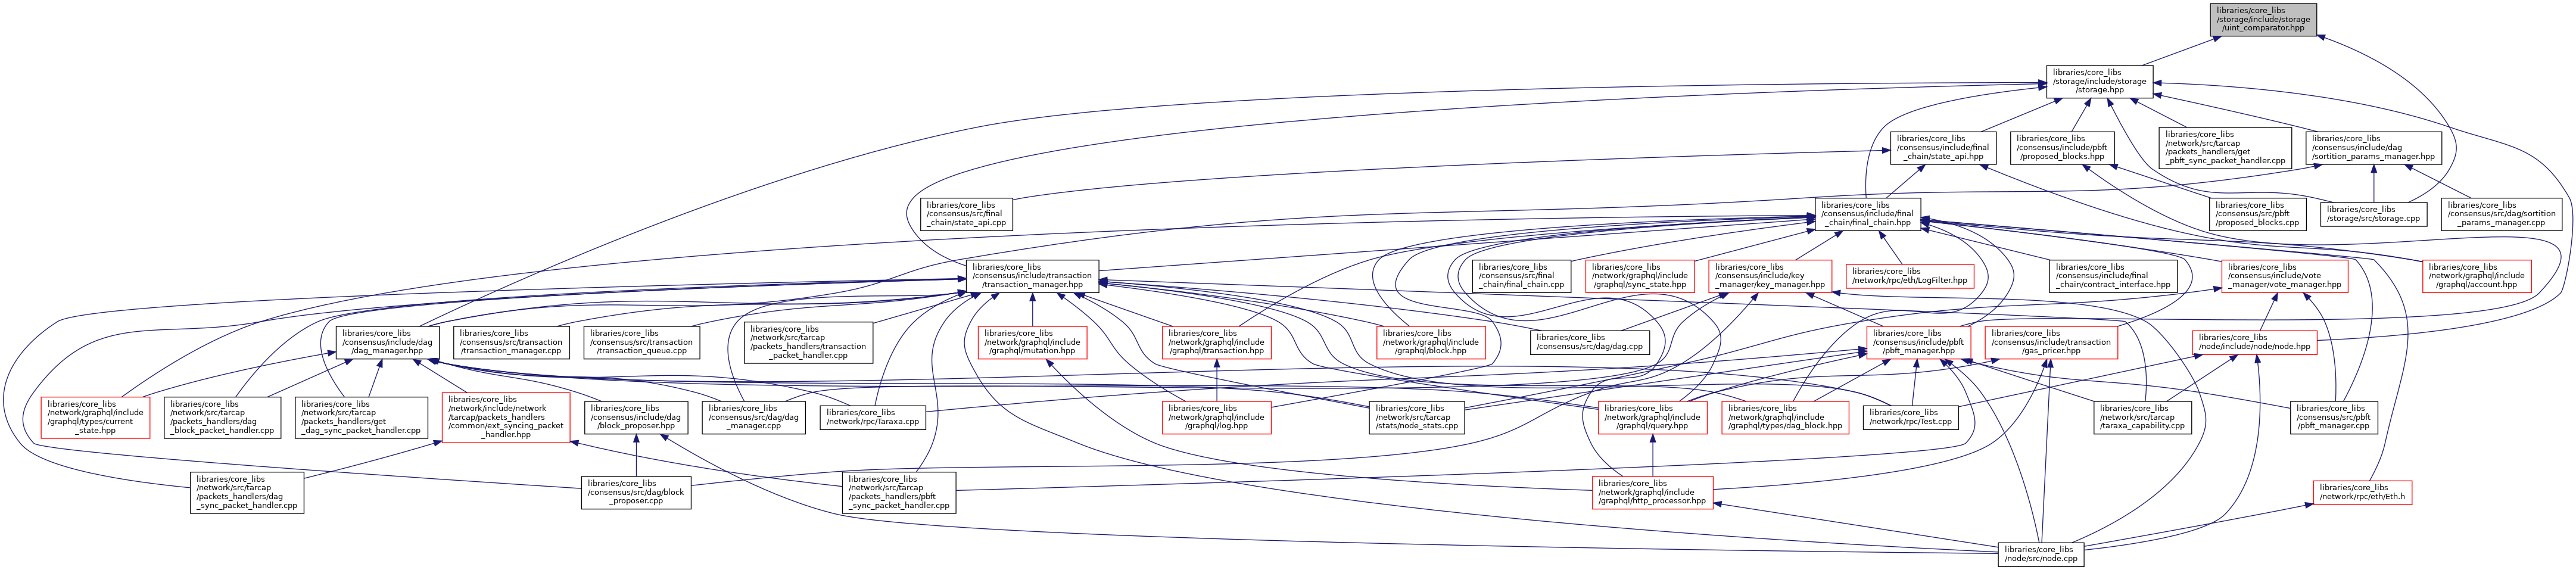 libraries/core_libs
/storage/include/storage
/uint_comparator.hpp
libraries/core_libs
/storage/include/storage
/storage.hpp
libraries/core_libs
/consensus/include/final
_chain/state_api.hpp
libraries/core_libs
/consensus/include/pbft
/proposed_blocks.hpp
libraries/core_libs
/network/src/tarcap
/packets_handlers/get
_pbft_sync_packet_handler.cpp
libraries/core_libs
/consensus/include/dag
/sortition_params_manager.hpp
libraries/core_libs
/consensus/src/final
_chain/state_api.cpp
libraries/core_libs
/consensus/include/final
_chain/final_chain.hpp
libraries/core_libs
/consensus/src/pbft
/proposed_blocks.cpp
libraries/core_libs
/storage/src/storage.cpp
libraries/core_libs
/consensus/src/dag/sortition
_params_manager.cpp
libraries/core_libs
/consensus/include/transaction
/transaction_manager.hpp
libraries/core_libs
/consensus/src/final
_chain/final_chain.cpp
libraries/core_libs
/network/graphql/include
/graphql/sync_state.hpp
libraries/core_libs
/consensus/include/key
_manager/key_manager.hpp
libraries/core_libs
/network/rpc/eth/LogFilter.hpp
libraries/core_libs
/consensus/include/final
_chain/contract_interface.hpp
libraries/core_libs
/consensus/include/vote
_manager/vote_manager.hpp
libraries/core_libs
/network/graphql/include
/graphql/account.hpp
libraries/core_libs
/consensus/include/dag
/dag_manager.hpp
libraries/core_libs
/consensus/src/transaction
/transaction_manager.cpp
libraries/core_libs
/consensus/src/transaction
/transaction_queue.cpp
libraries/core_libs
/network/src/tarcap
/packets_handlers/transaction
_packet_handler.cpp
libraries/core_libs
/network/graphql/include
/graphql/mutation.hpp
libraries/core_libs
/network/graphql/include
/graphql/transaction.hpp
libraries/core_libs
/network/graphql/include
/graphql/block.hpp
libraries/core_libs
/consensus/src/dag/dag.cpp
libraries/core_libs
/consensus/include/pbft
/pbft_manager.hpp
libraries/core_libs
/consensus/include/transaction
/gas_pricer.hpp
libraries/core_libs
/node/include/node/node.hpp
libraries/core_libs
/network/graphql/include
/graphql/types/current
_state.hpp
libraries/core_libs
/network/src/tarcap
/packets_handlers/dag
_block_packet_handler.cpp
libraries/core_libs
/network/src/tarcap
/packets_handlers/get
_dag_sync_packet_handler.cpp
libraries/core_libs
/network/include/network
/tarcap/packets_handlers
/common/ext_syncing_packet
_handler.hpp
libraries/core_libs
/consensus/include/dag
/block_proposer.hpp
libraries/core_libs
/consensus/src/dag/dag
_manager.cpp
libraries/core_libs
/network/rpc/Taraxa.cpp
libraries/core_libs
/network/graphql/include
/graphql/log.hpp
libraries/core_libs
/network/src/tarcap
/stats/node_stats.cpp
libraries/core_libs
/network/graphql/include
/graphql/query.hpp
libraries/core_libs
/network/graphql/include
/graphql/types/dag_block.hpp
libraries/core_libs
/network/rpc/Test.cpp
libraries/core_libs
/network/src/tarcap
/taraxa_capability.cpp
libraries/core_libs
/consensus/src/pbft
/pbft_manager.cpp
libraries/core_libs
/network/src/tarcap
/packets_handlers/dag
_sync_packet_handler.cpp
libraries/core_libs
/consensus/src/dag/block
_proposer.cpp
libraries/core_libs
/network/src/tarcap
/packets_handlers/pbft
_sync_packet_handler.cpp
libraries/core_libs
/network/graphql/include
/graphql/http_processor.hpp
libraries/core_libs
/network/rpc/eth/Eth.h
libraries/core_libs
/node/src/node.cpp